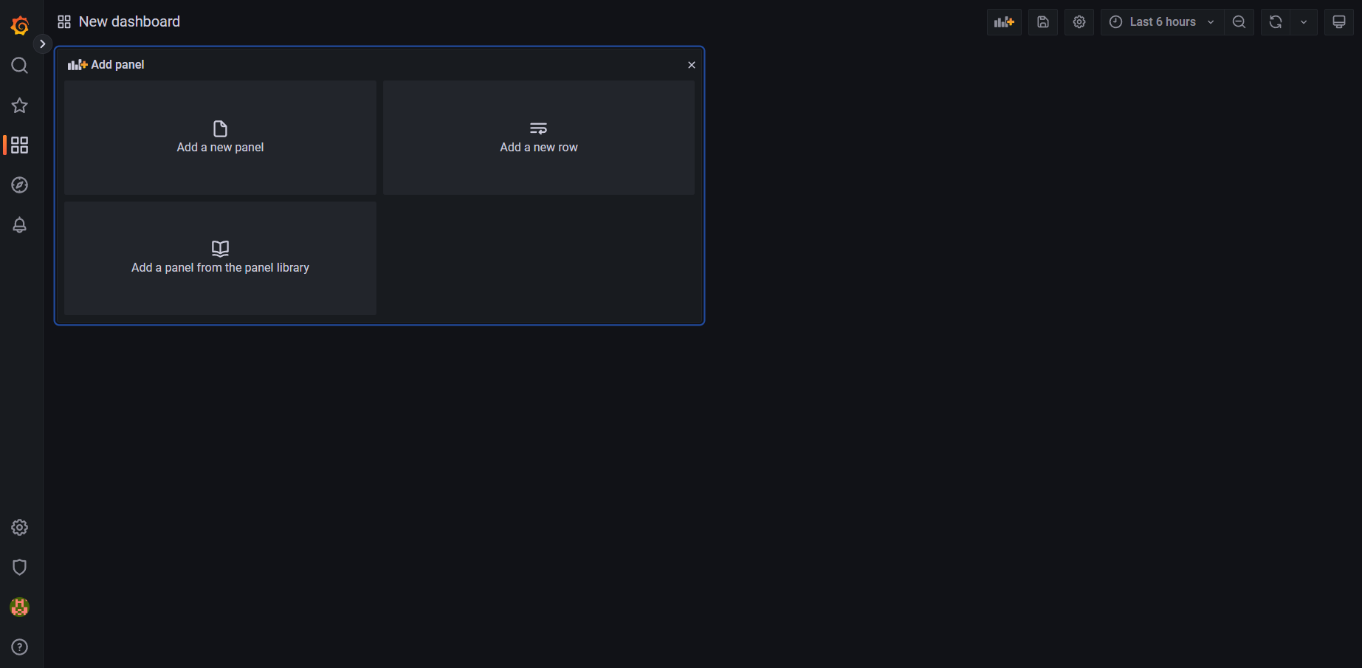 New dashboard
Last 6 hours
Add panel
Add a new panel
Add a new row
Add a panel from the panel library